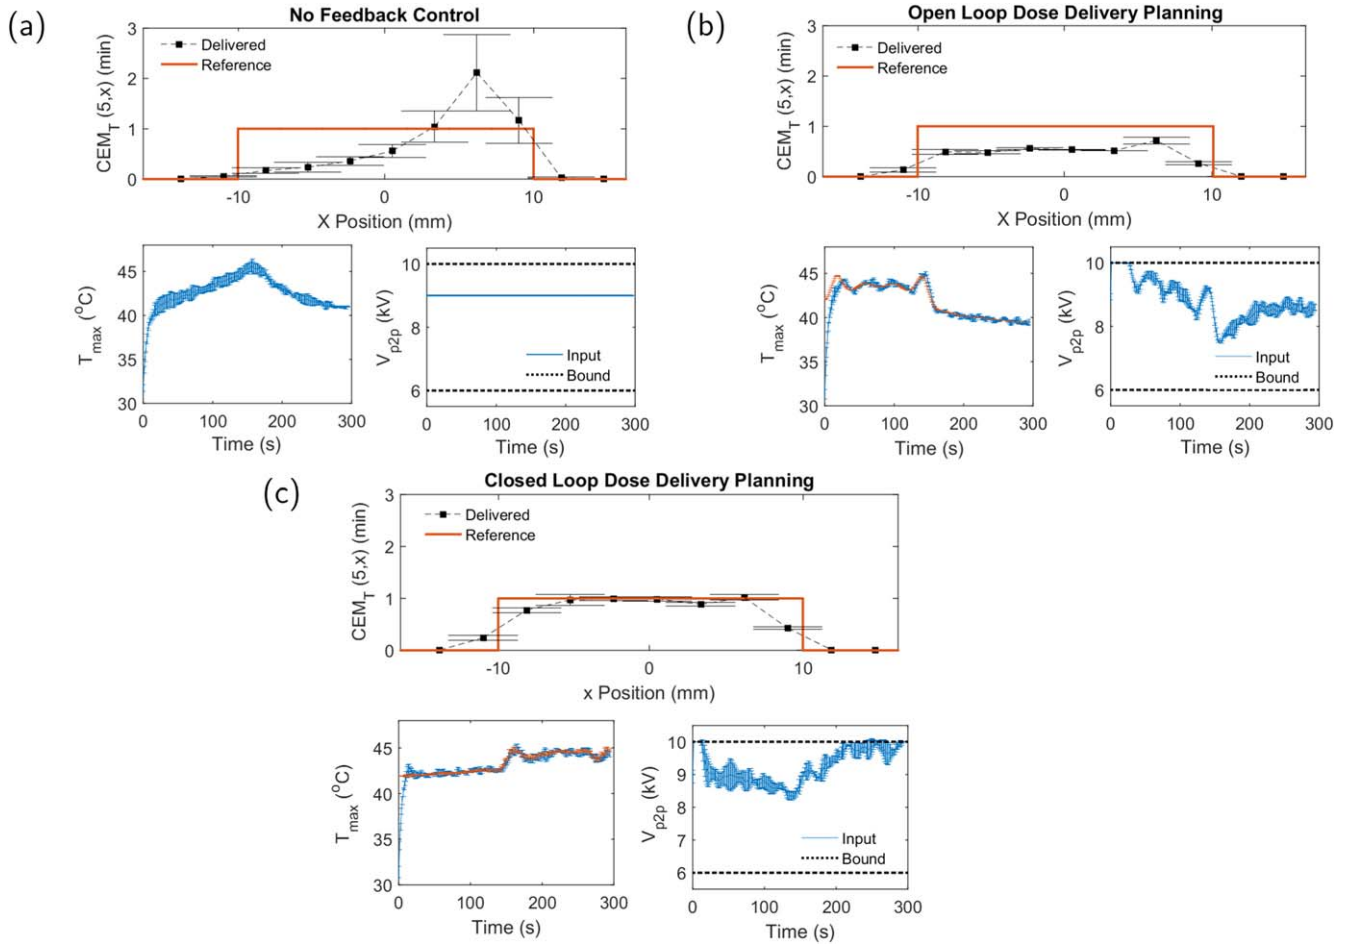 (a)
No Feedback Control
CEM_T (5,x) (min)
3
2
1
0
Delivered
Reference
-10
0
10
X Position (mm)
T_max (°C)
45
40
35
30
0
100
200
300
Time (s)
V_p2p (kV)
10
8
6
Input
Bound
0
100
200
300
Time (s)
(b)
Open Loop Dose Delivery Planning
CEM_T (5,x) (min)
3
2
1
0
Delivered
Reference
-10
0
10
X Position (mm)
T_max (°C)
45
40
35
30
0
100
200
300
Time (s)
V_p2p (kV)
10
8
6
Input
Bound
0
100
200
300
Time (s)
(c)
Closed Loop Dose Delivery Planning
CEM_T (5,x) (min)
3
2
1
0
Delivered
Reference
-10
0
10
x Position (mm)
T_max (°C)
45
40
35
30
0
100
200
300
Time (s)
V_p2p (kV)
10
9
8
7
6
Input
Bound
0
100
200
300
Time (s)